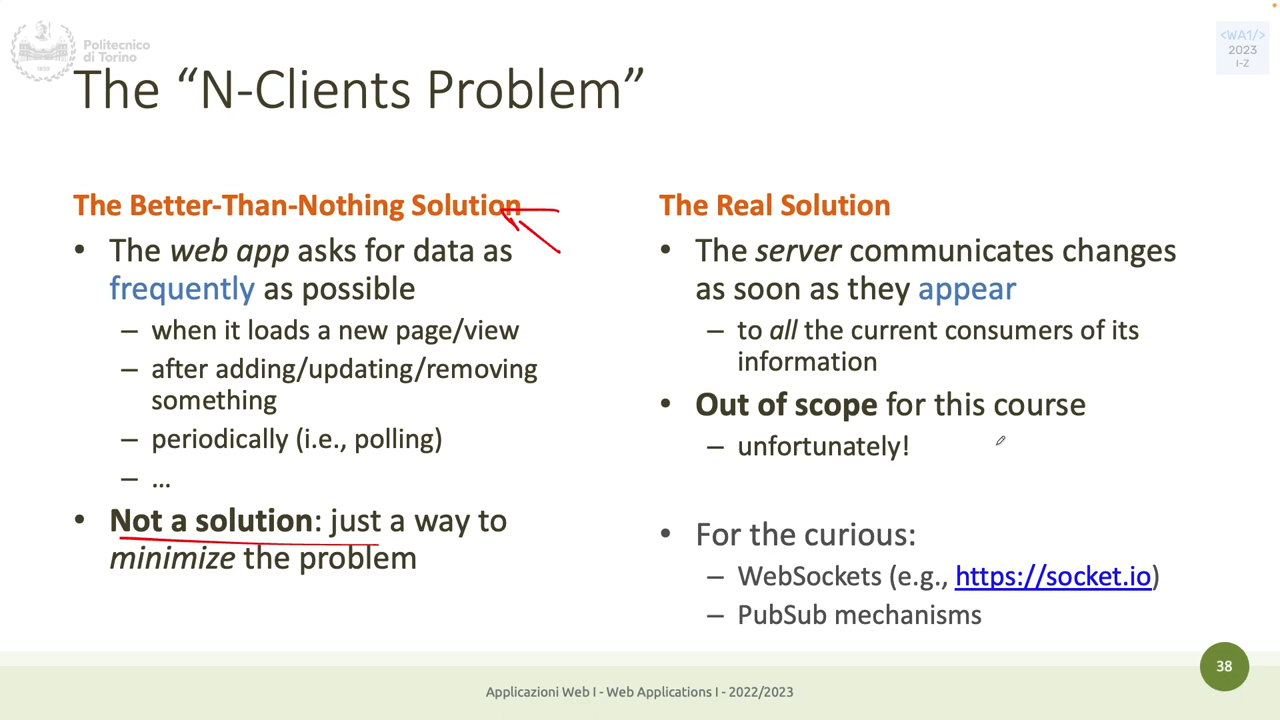 Politecnico
di Torino
1859
<WA1/>
2023
I-Z
The “N-Clients Problem”
The Better-Than-Nothing Solution
• The web app asks for data as
frequently as possible
– when it loads a new page/view
– after adding/updating/removing
something
– periodically (i.e., polling)
– ...
• Not a solution: just a way to
minimize the problem
The Real Solution
• The server communicates changes
as soon as they appear
– to all the current consumers of its
information
• Out of scope for this course
– unfortunately!
• For the curious:
– WebSockets (e.g., https://socket.io)
– PubSub mechanisms
38
Applicazioni Web I - Web Applications I - 2022/2023